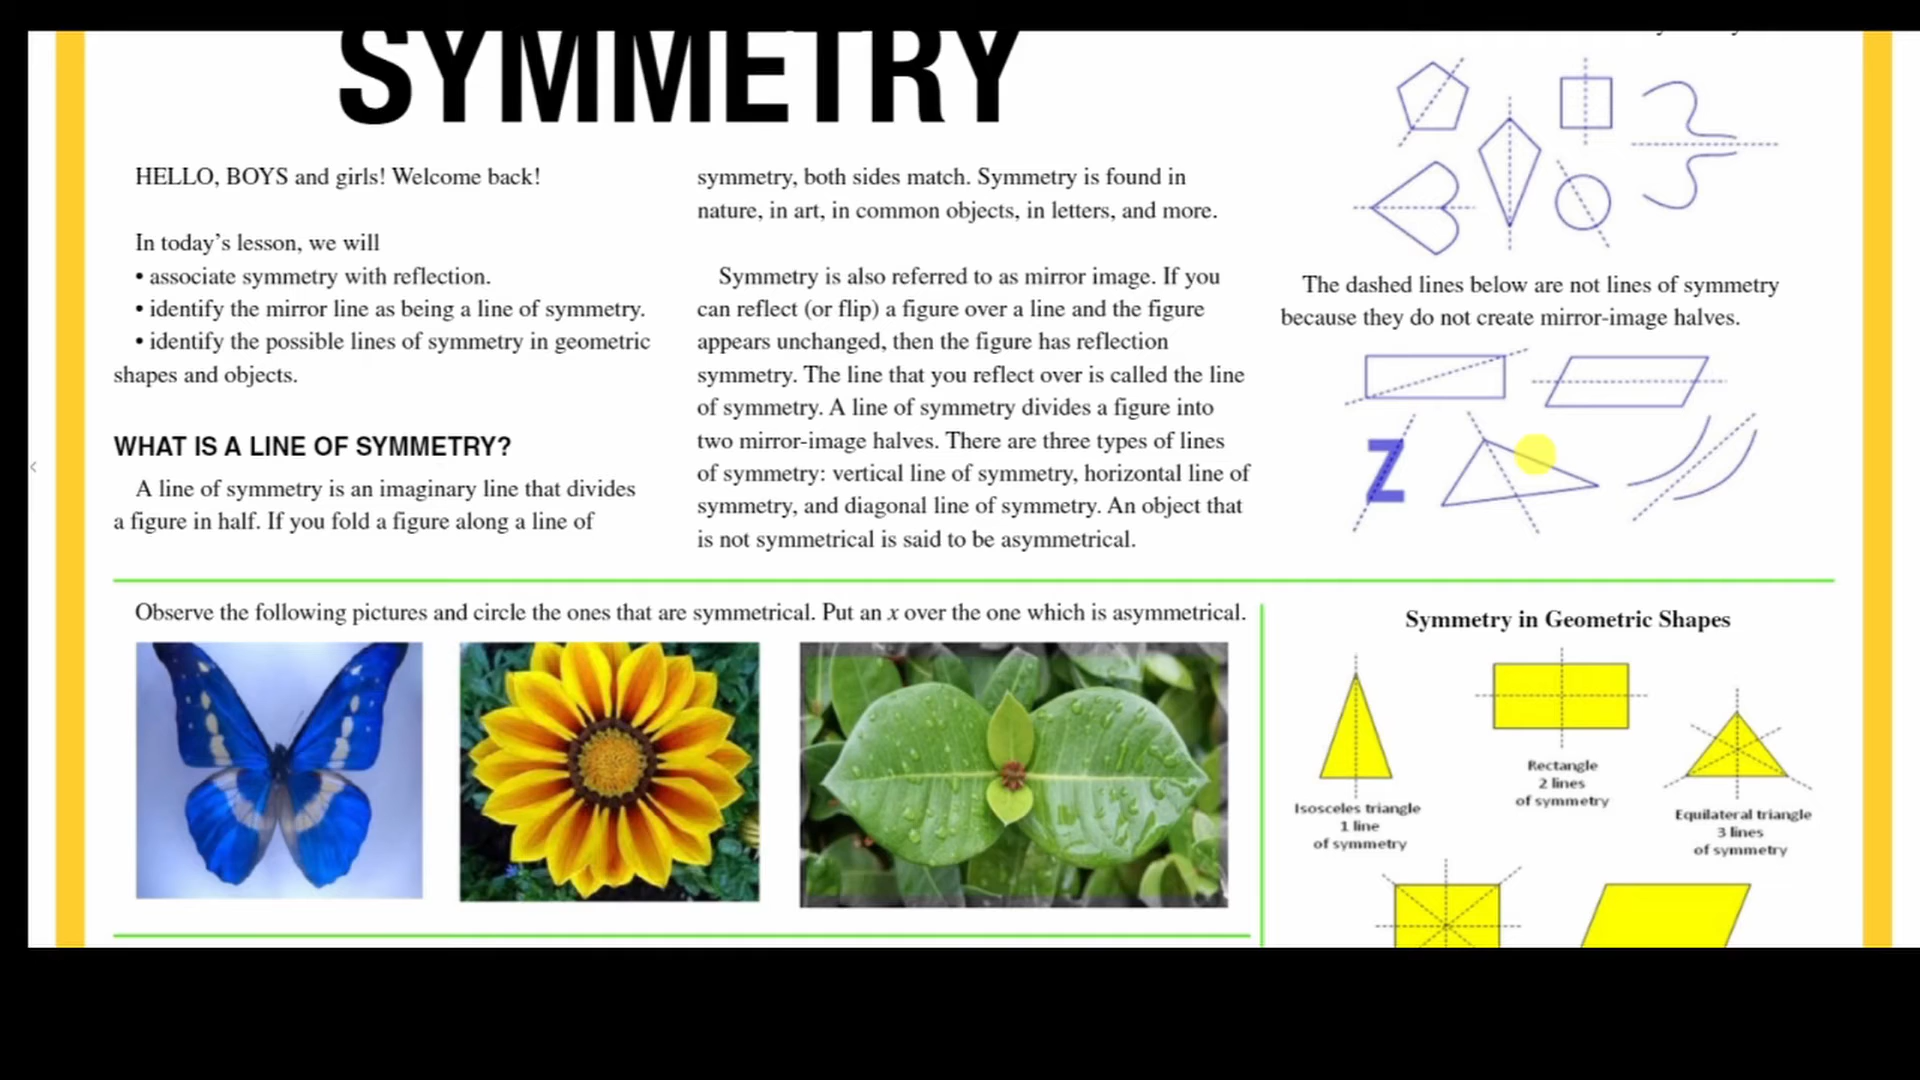 SYMMETRY
HELLO, BOYS and girls! Welcome back!
In today’s lesson, we will
• associate symmetry with reflection.
• identify the mirror line as being a line of symmetry.
• identify the possible lines of symmetry in geometric
shapes and objects.
WHAT IS A LINE OF SYMMETRY?
A line of symmetry is an imaginary line that divides
a figure in half. If you fold a figure along a line of
symmetry, both sides match. Symmetry is found in
nature, in art, in common objects, in letters, and more.
Symmetry is also referred to as mirror image. If you
can reflect (or flip) a figure over a line and the figure
appears unchanged, then the figure has reflection
symmetry. The line that you reflect over is called the line
of symmetry. A line of symmetry divides a figure into
two mirror-image halves. There are three types of lines
of symmetry: vertical line of symmetry, horizontal line of
symmetry, and diagonal line of symmetry. An object that
is not symmetrical is said to be asymmetrical.
The dashed lines below are not lines of symmetry
because they do not create mirror-image halves.
Z
Observe the following pictures and circle the ones that are symmetrical. Put an x over the one which is asymmetrical.
Symmetry in Geometric Shapes
Isosceles triangle
1 line
of symmetry
Rectangle
2 lines
of symmetry
Equilateral triangle
3 lines
of symmetry